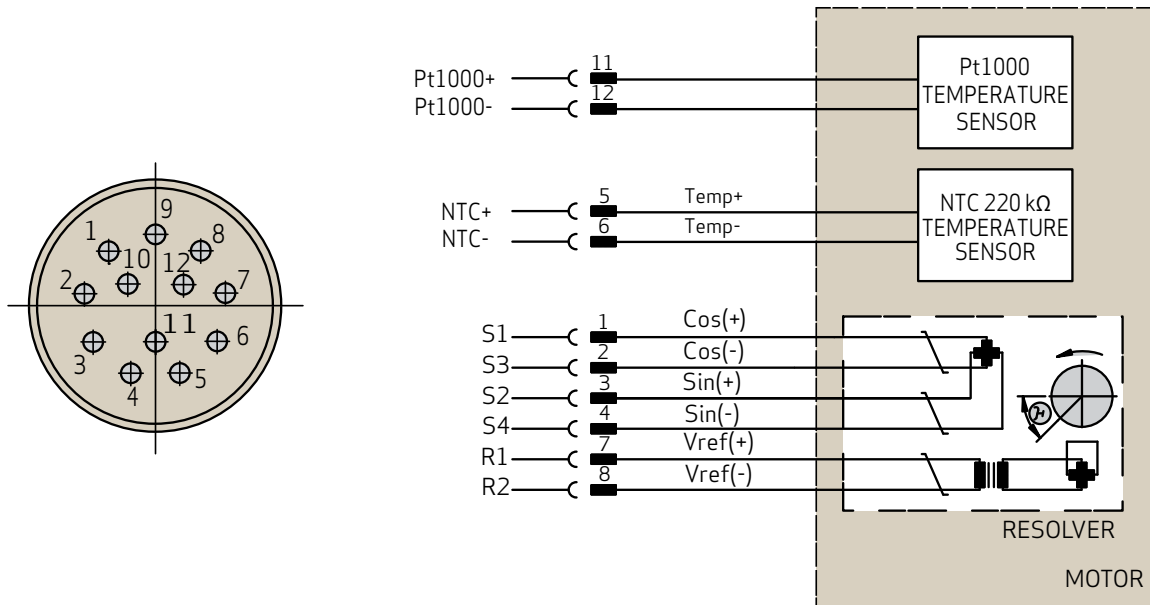 9
1
8
10
12
2
7
11
3
6
4
5
Pt1000+
11
Pt1000-
12
Pt1000
TEMPERATURE
SENSOR
NTC+
5
Temp+
NTC-
6
Temp-
NTC 220 kΩ
TEMPERATURE
SENSOR
S1
1
Cos(+)
S3
2
Cos(-)
S2
3
Sin(+)
S4
4
Sin(-)
R1
7
Vref(+)
R2
8
Vref(-)
RESOLVER
MOTOR